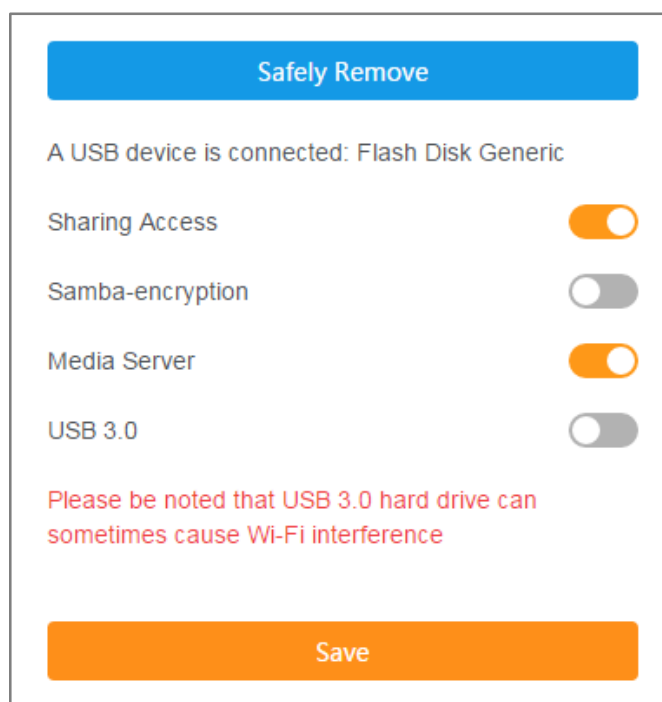 Safely Remove
A USB device is connected: Flash Disk Generic
Sharing Access
Samba-encryption
Media Server
USB 3.0
Please be noted that USB 3.0 hard drive can
sometimes cause Wi-Fi interference
Save